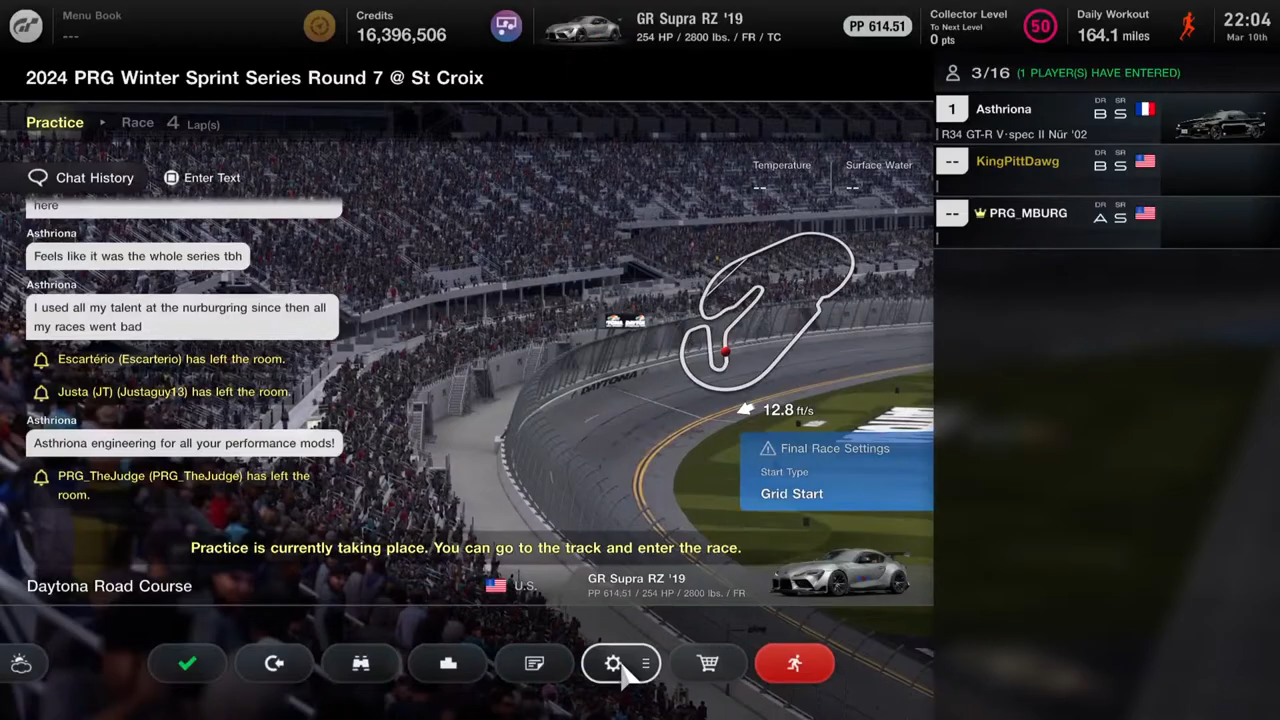 Menu Book
---
Credits
16,396,506
GR Supra RZ '19
254 HP / 2800 lbs. / FR / TC
PP 614.51
Collector Level
To Next Level
0 pts
50
Daily Workout
164.1 miles
22:04
Mar 10th
2024 PRG Winter Sprint Series Round 7 @ St Croix
Practice
Race 4 Lap(s)
Chat History
Enter Text
Temperature
--
Surface Water
--
here
Asthriona
Feels like it was the whole series tbh
Asthriona
I used all my talent at the nurburgring since then all
my races went bad
Escartério (Escarterio) has left the room.
Justa (JT) (Justaguy13) has left the room.
Asthriona
Asthriona engineering for all your performance mods!
PRG_TheJudge (PRG_TheJudge) has left the
room.
DAYTONA
12.8 ft/s
Final Race Settings
Start Type
Grid Start
Practice is currently taking place. You can go to the track and enter the race.
Daytona Road Course
U.S.
GR Supra RZ '19
PP 614.51 / 254 HP / 2800 lbs. / FR
3/16 (1 PLAYER(S) HAVE ENTERED)
1
Asthriona
DR SR
B S
R34 GT-R V·spec II Nür '02
--
KingPittDawg
DR SR
B S
--
PRG_MBURG
DR SR
A S